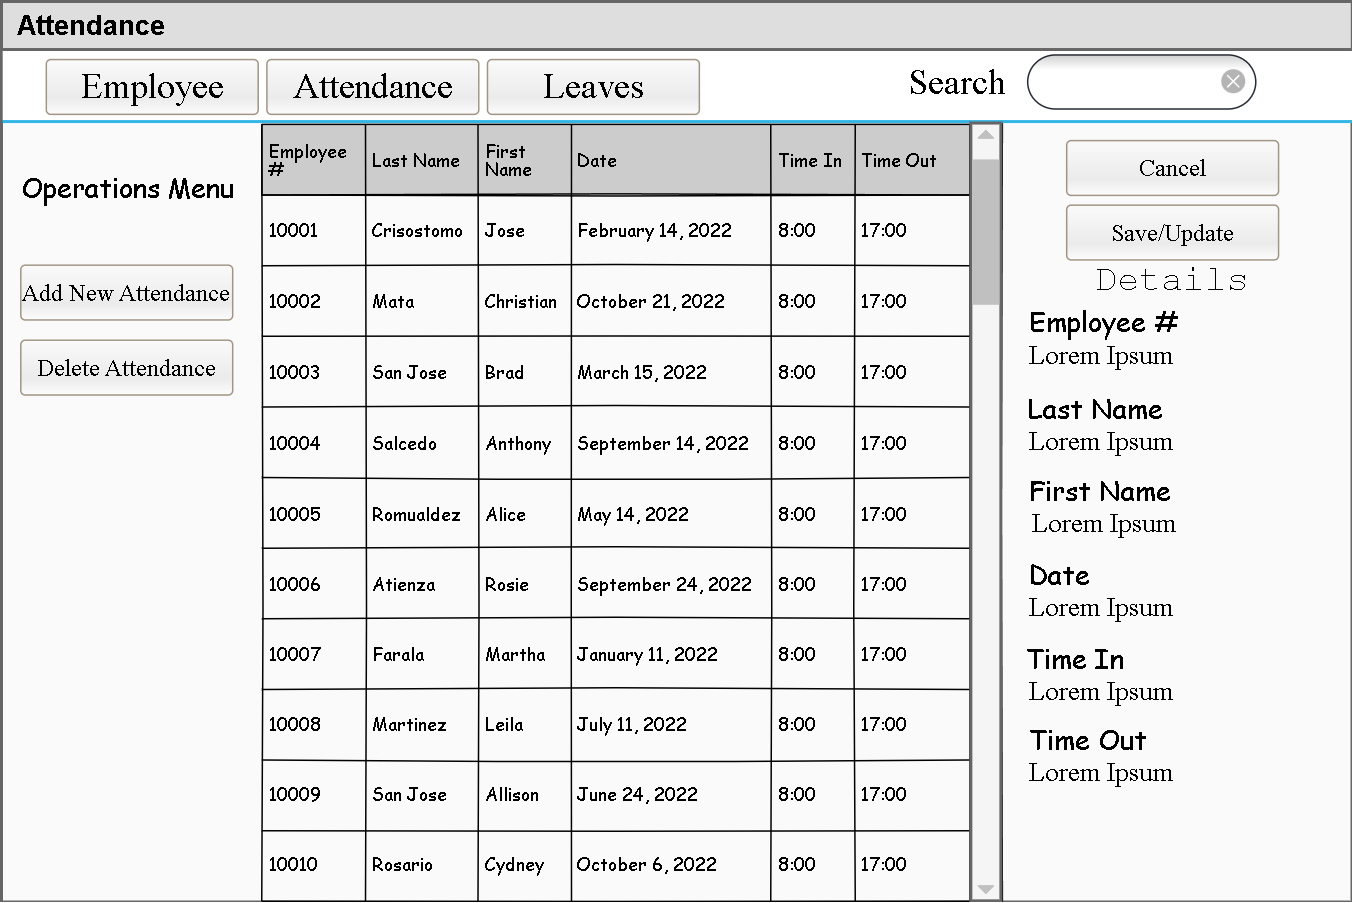 Attendance
Employee Attendance Leaves Search
Operations Menu
Add New Attendance
Delete Attendance
Employee # Last Name First Name Date Time In Time Out
10001 Crisostomo Jose February 14, 2022 8:00 17:00
10002 Mata Christian October 21, 2022 8:00 17:00
10003 San Jose Brad March 15, 2022 8:00 17:00
10004 Salcedo Anthony September 14, 2022 8:00 17:00
10005 Romualdez Alice May 14, 2022 8:00 17:00
10006 Atienza Rosie September 24, 2022 8:00 17:00
10007 Farala Martha January 11, 2022 8:00 17:00
10008 Martinez Leila July 11, 2022 8:00 17:00
10009 San Jose Allison June 24, 2022 8:00 17:00
10010 Rosario Cydney October 6, 2022 8:00 17:00
Cancel
Save/Update
Details
Employee #
Lorem Ipsum
Last Name
Lorem Ipsum
First Name
Lorem Ipsum
Date
Lorem Ipsum
Time In
Lorem Ipsum
Time Out
Lorem Ipsum